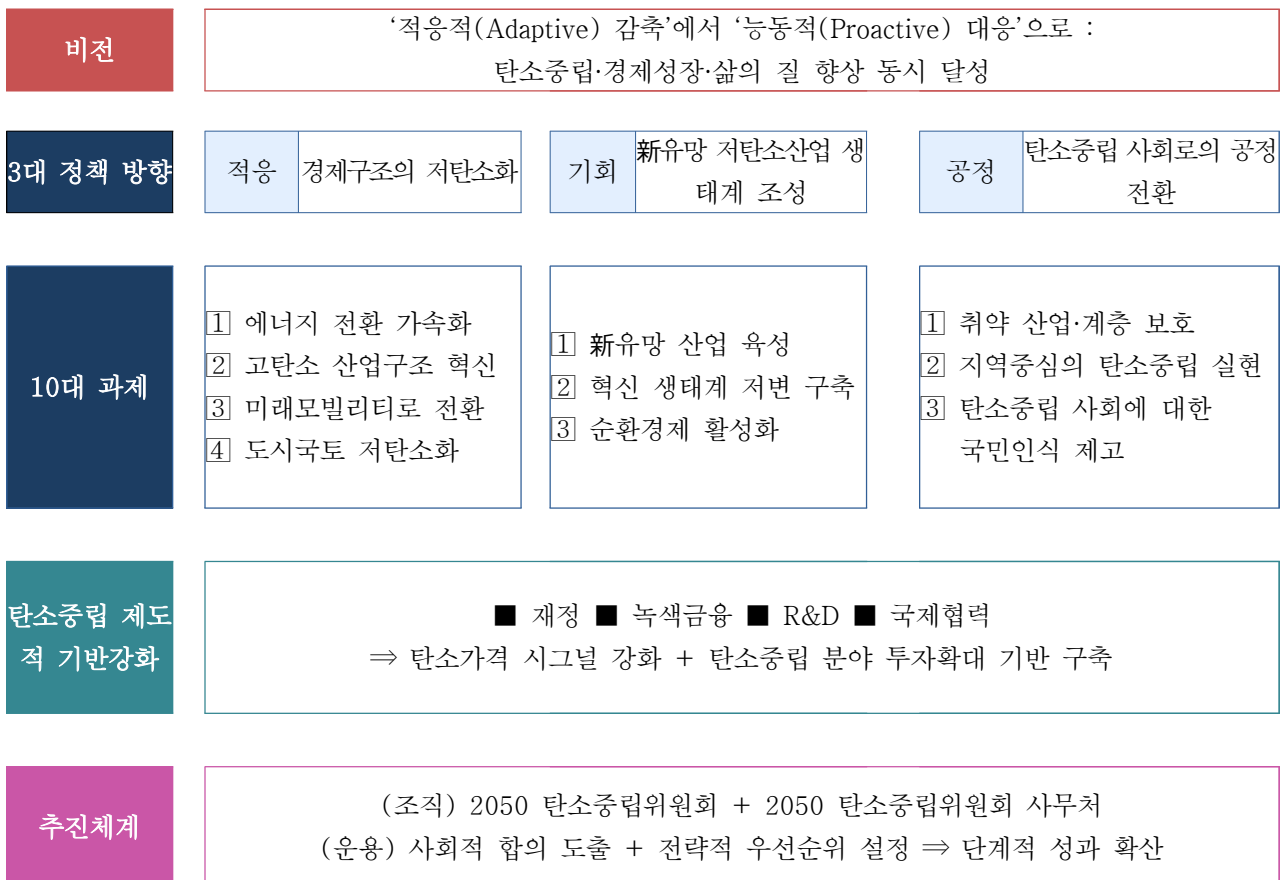 비전
‘적응적(Adaptive) 감축’에서 ‘능동적(Proactive) 대응’으로 :
탄소중립·경제성장·삶의 질 향상 동시 달성
3대 정책 방향
적응
경제구조의 저탄소화
기회
新유망 저탄소산업 생
태계 조성
공정
탄소중립 사회로의 공정
전환
10대 과제
1 에너지 전환 가속화
2 고탄소 산업구조 혁신
3 미래모빌리티로 전환
4 도시국토 저탄소화
1 新유망 산업 육성
2 혁신 생태계 저변 구축
3 순환경제 활성화
1 취약 산업·계층 보호
2 지역중심의 탄소중립 실현
3 탄소중립 사회에 대한
국민인식 제고
탄소중립 제도
적 기반강화
■ 재정 ■ 녹색금융 ■ R&D ■ 국제협력
⇒ 탄소가격 시그널 강화 + 탄소중립 분야 투자확대 기반 구축
추진체계
(조직) 2050 탄소중립위원회 + 2050 탄소중립위원회 사무처
(운용) 사회적 합의 도출 + 전략적 우선순위 설정 ⇒ 단계적 성과 확산